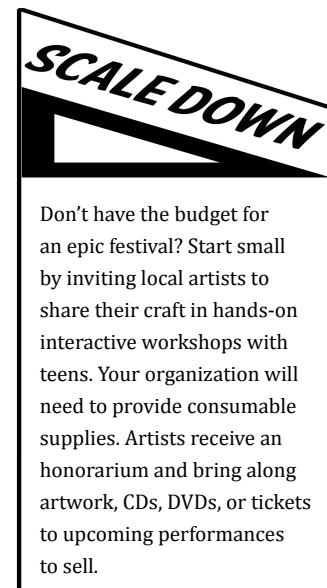 SCALE DOWN
Don’t have the budget for
an epic festival? Start small
by inviting local artists to
share their craft in hands-on
interactive workshops with
teens. Your organization will
need to provide consumable
supplies. Artists receive an
honorarium and bring along
artwork, CDs, DVDs, or tickets
to upcoming performances
to sell.